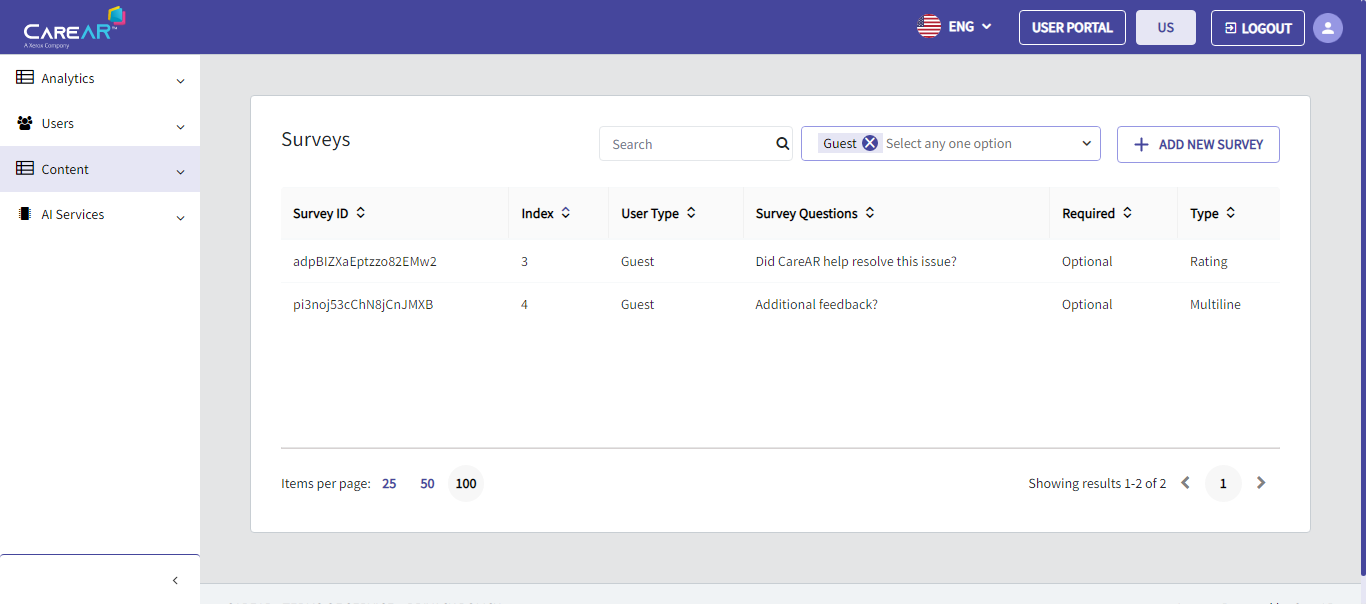 CAREAR™
A Xerox Company
ENG
USER PORTAL
US
LOGOUT
Analytics
Users
Content
AI Services
Surveys
Search
Guest Select any one option
ADD NEW SURVEY
Survey ID Index User Type Survey Questions Required Type
adpBIZXaEptzzo82EMw2 3 Guest Did CareAR help resolve this issue? Optional Rating
pi3noj53cChN8jCnJMXB 4 Guest Additional feedback? Optional Multiline
Items per page: 25 50 100
Showing results 1-2 of 2 1